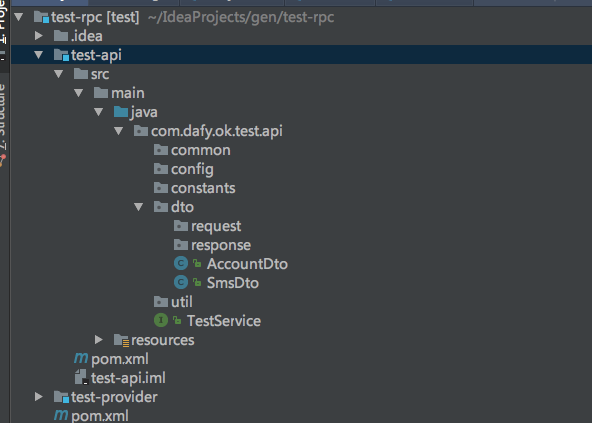 test-rpc [test] ~/IdeaProjects/gen/test-rpc
.idea
test-api
src
main
java
com.dafy.ok.test.api
common
config
constants
dto
request
response
AccountDto
SmsDto
util
TestService
resources
pom.xml
test-api.iml
test-provider
pom.xml
Structure